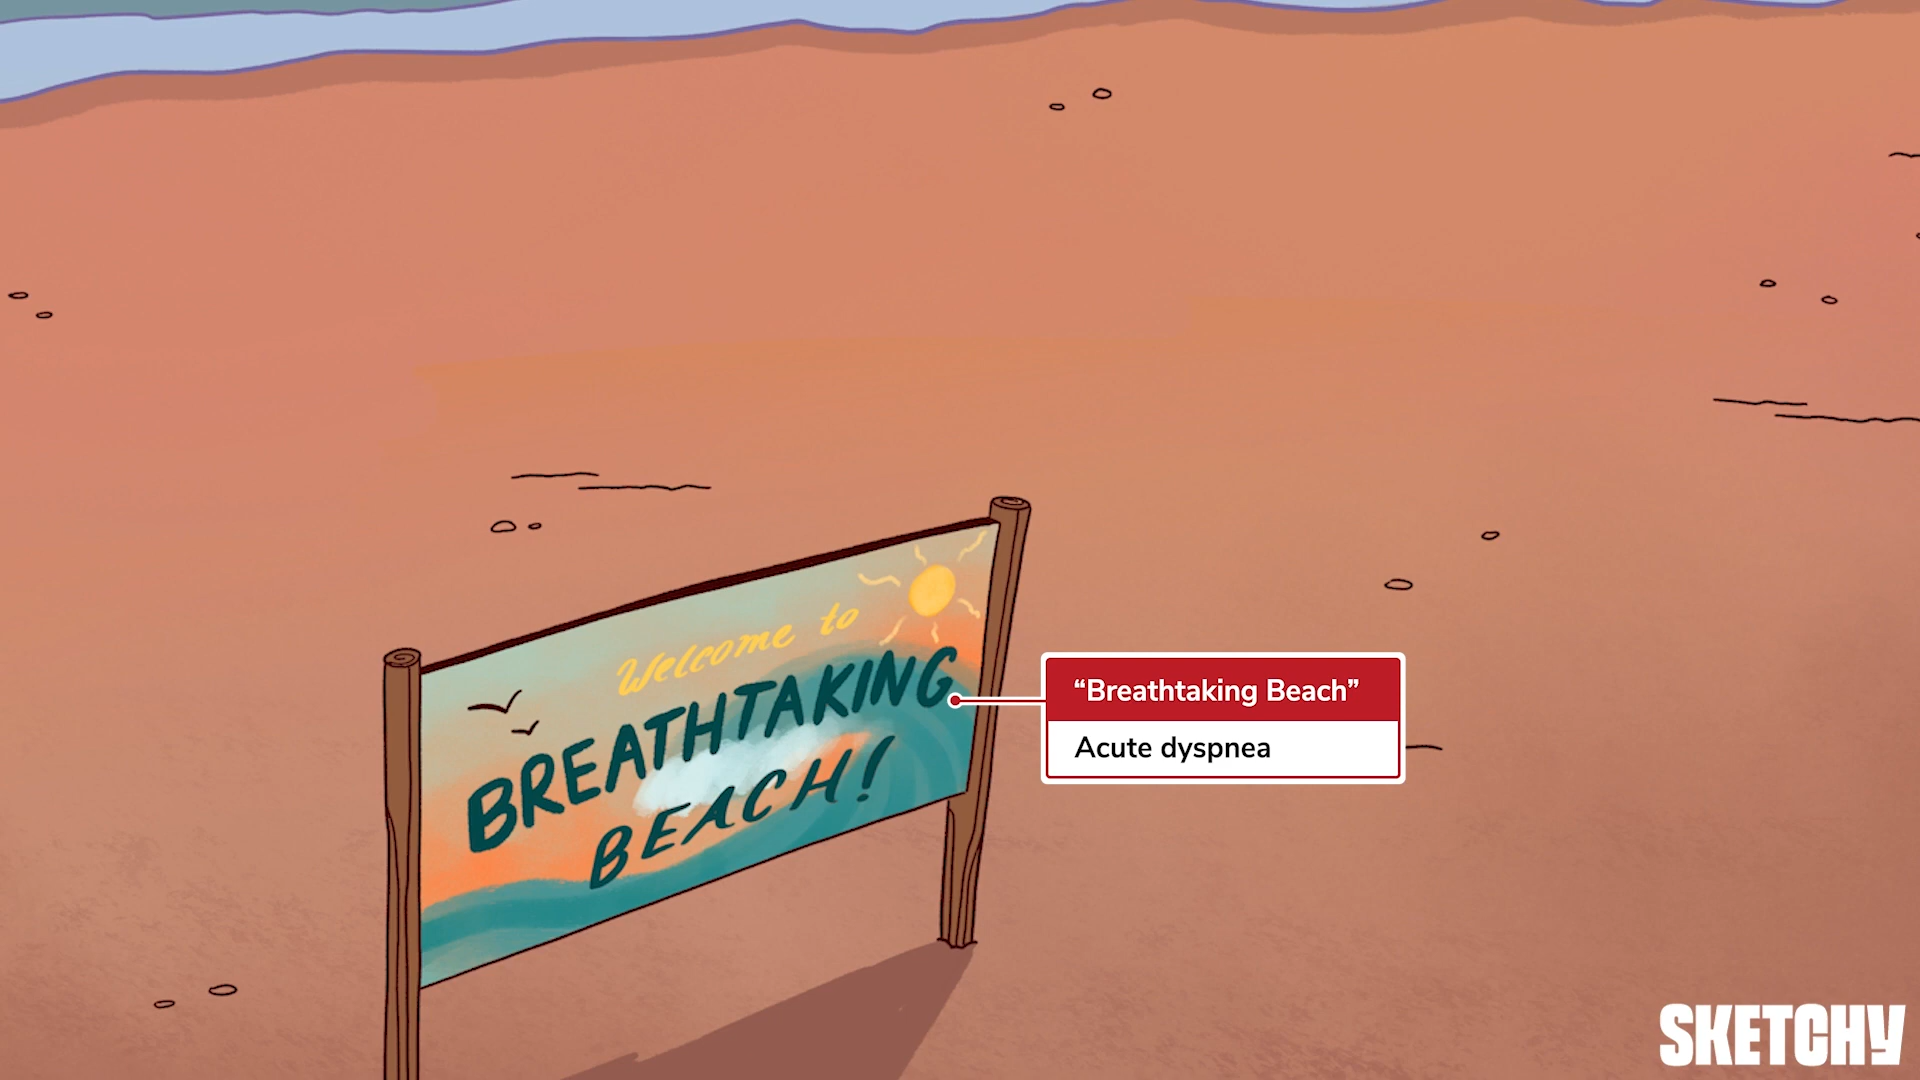 Welcome to
BREATHTAKING
BEACH!
“Breathtaking Beach”
Acute dyspnea
SKETCHY